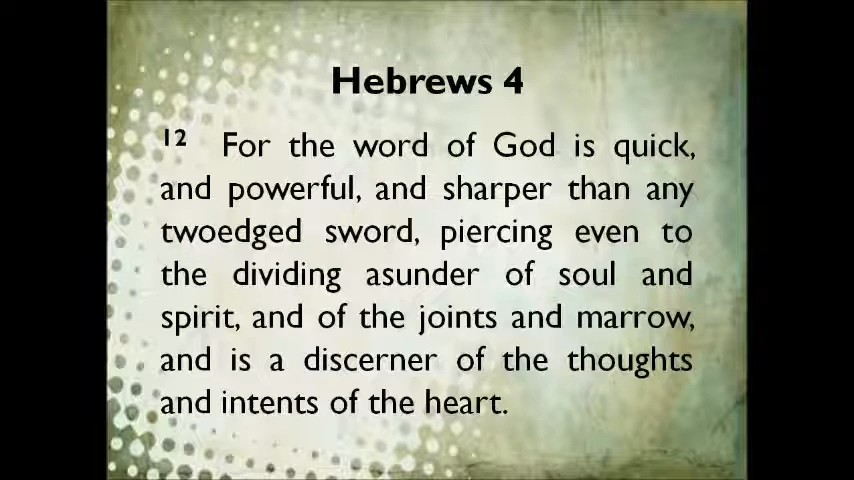 Hebrews 4
12 For the word of God is quick,
and powerful, and sharper than any
twoedged sword, piercing even to
the dividing asunder of soul and
spirit, and of the joints and marrow,
and is a discerner of the thoughts
and intents of the heart.